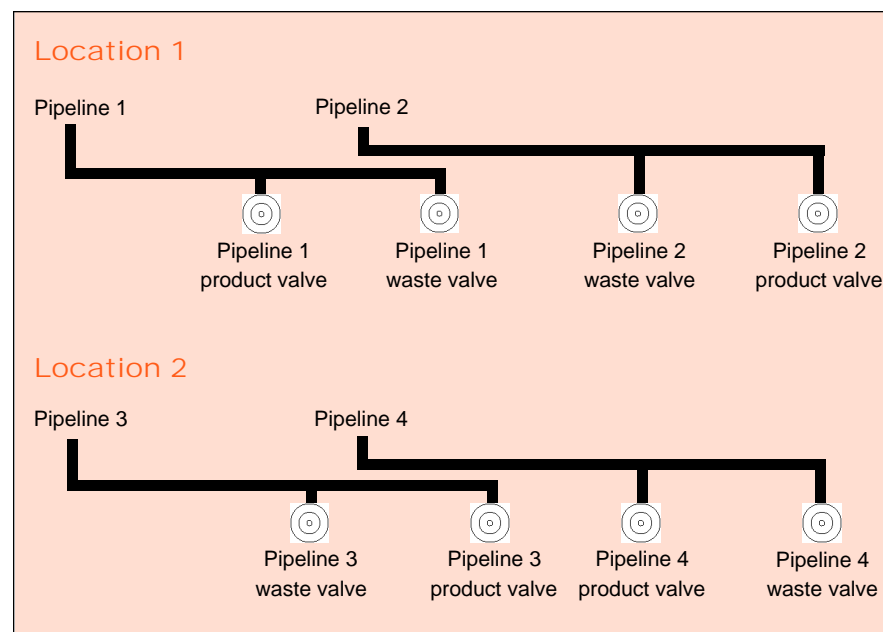 Location 1
Pipeline 1
Pipeline 2
Pipeline 1
product valve
Pipeline 1
waste valve
Pipeline 2
waste valve
Pipeline 2
product valve
Location 2
Pipeline 3
Pipeline 4
Pipeline 3
waste valve
Pipeline 3
product valve
Pipeline 4
product valve
Pipeline 4
waste valve